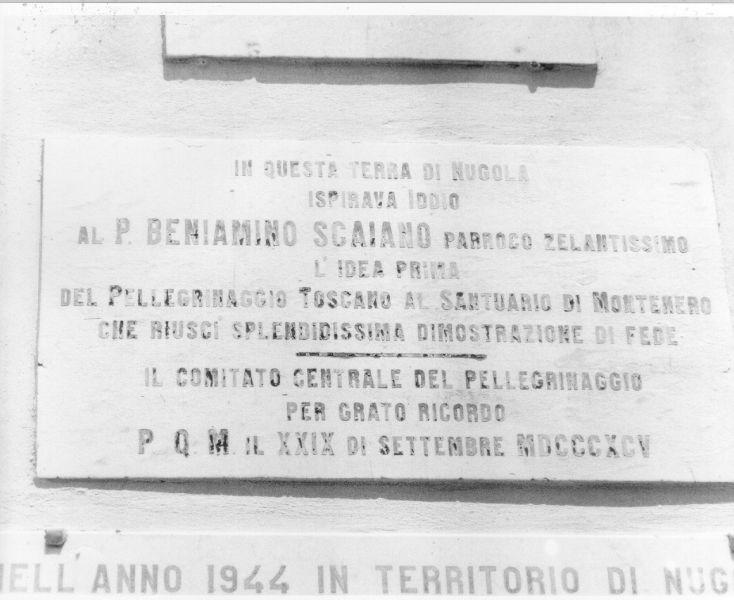 IN QUESTA TERRA DI NUGOLA
ISPIRAVA IDDIO
AL P. BENIAMINO SCAIANO PARROCO ZELANTISSIMO
L'IDEA PRIMA
DEL PELLEGRINAGGIO TOSCANO AL SANTUARIO DI MONTENERO
CHE RIUSCÌ SPLENDIDISSIMA DIMOSTRAZIONE DI FEDE
IL COMITATO CENTRALE DEL PELLEGRINAGGIO
PER GRATO RICORDO
P. Q. M. IL XXIX DI SETTEMBRE MDCCCXCV
NELL'ANNO 1944 IN TERRITORIO DI NUG